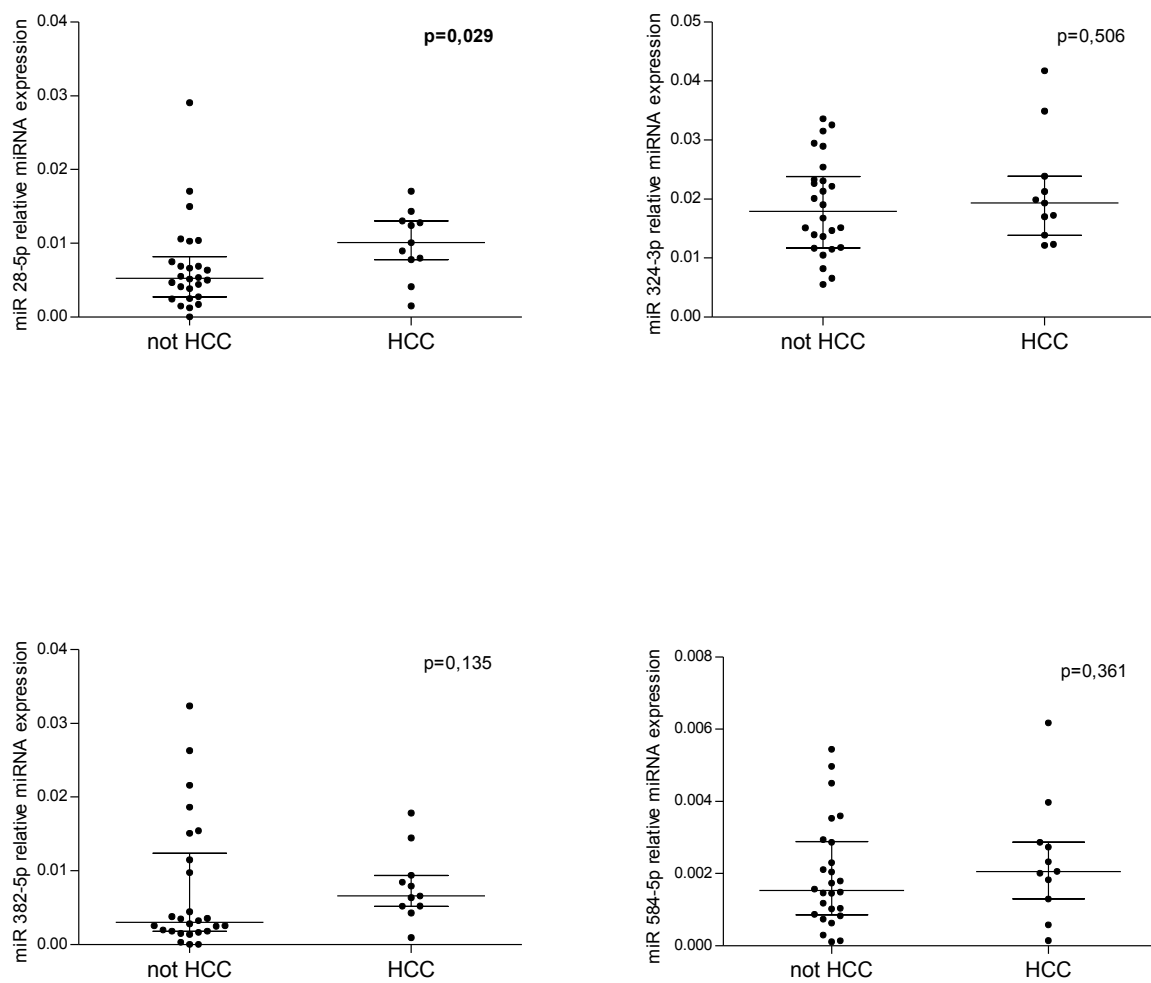 miR 28-5p relative miRNA expression
0.04
0.03
0.02
0.01
0.00
p=0,029
not HCC
HCC
miR 324-3p relative miRNA expression
0.05
0.04
0.03
0.02
0.01
0.00
p=0,506
not HCC
HCC
miR 382-5p relative miRNA expression
0.04
0.03
0.02
0.01
0.00
p=0,135
not HCC
HCC
miR 584-5p relative miRNA expression
0.008
0.006
0.004
0.002
0.000
p=0,361
not HCC
HCC